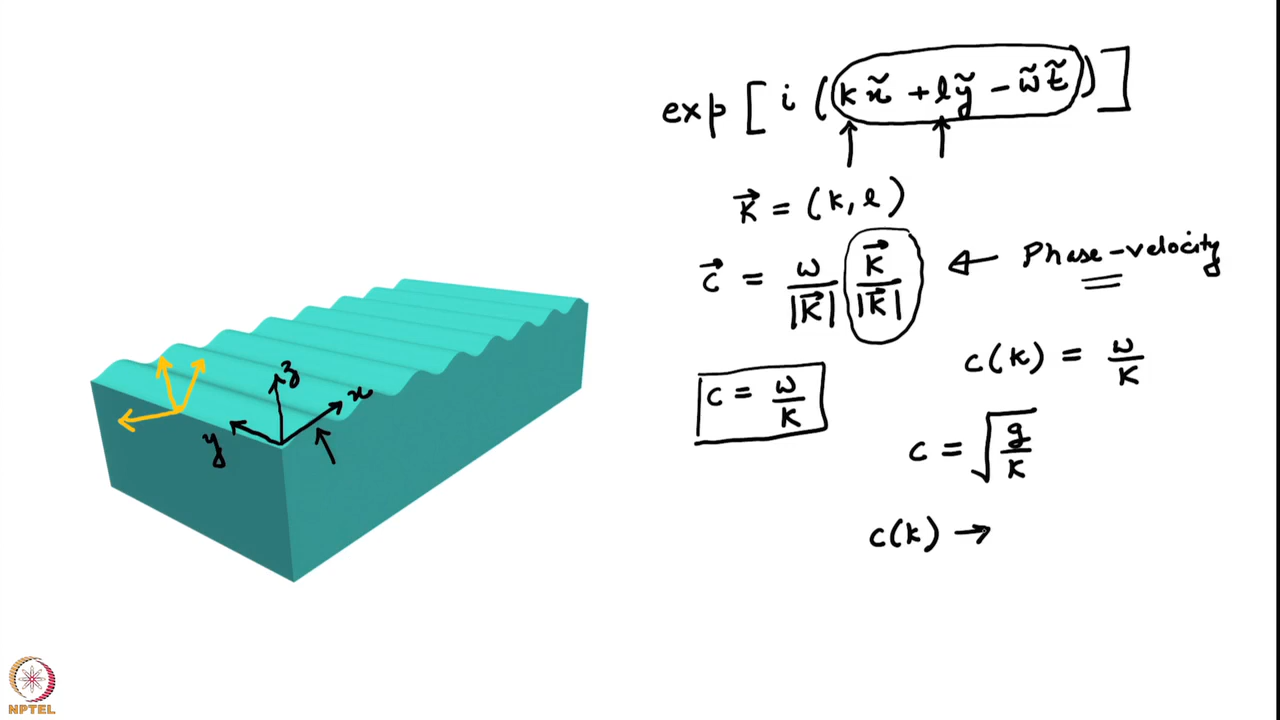 exp [ i ( k x̃ + l ỹ − ω̃ t̃ ) ]
K⃗ = (k, l)
c⃗ = ω/|K⃗| K⃗/|K⃗| ← Phase-velocity
c(k) = ω/k
c = ω/k
c = √(g/k)
c(k) →
z
x
y
NPTEL